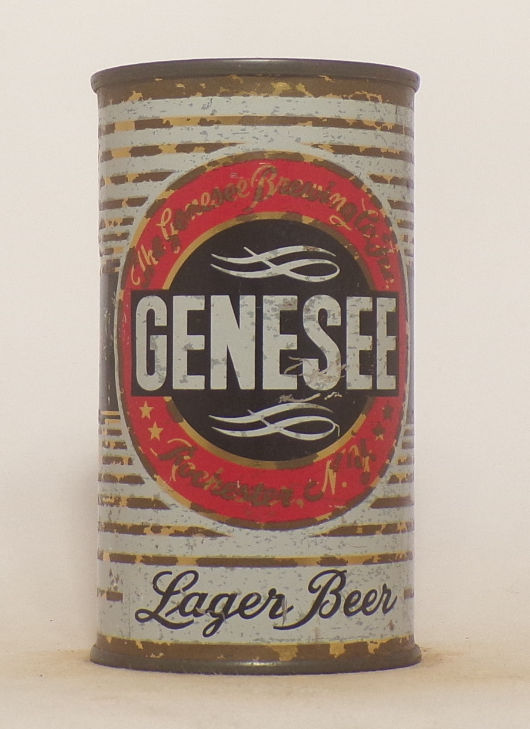 The Genesee Brewing Co. Inc.
GENESEE
Rochester, N.Y.
Lager Beer